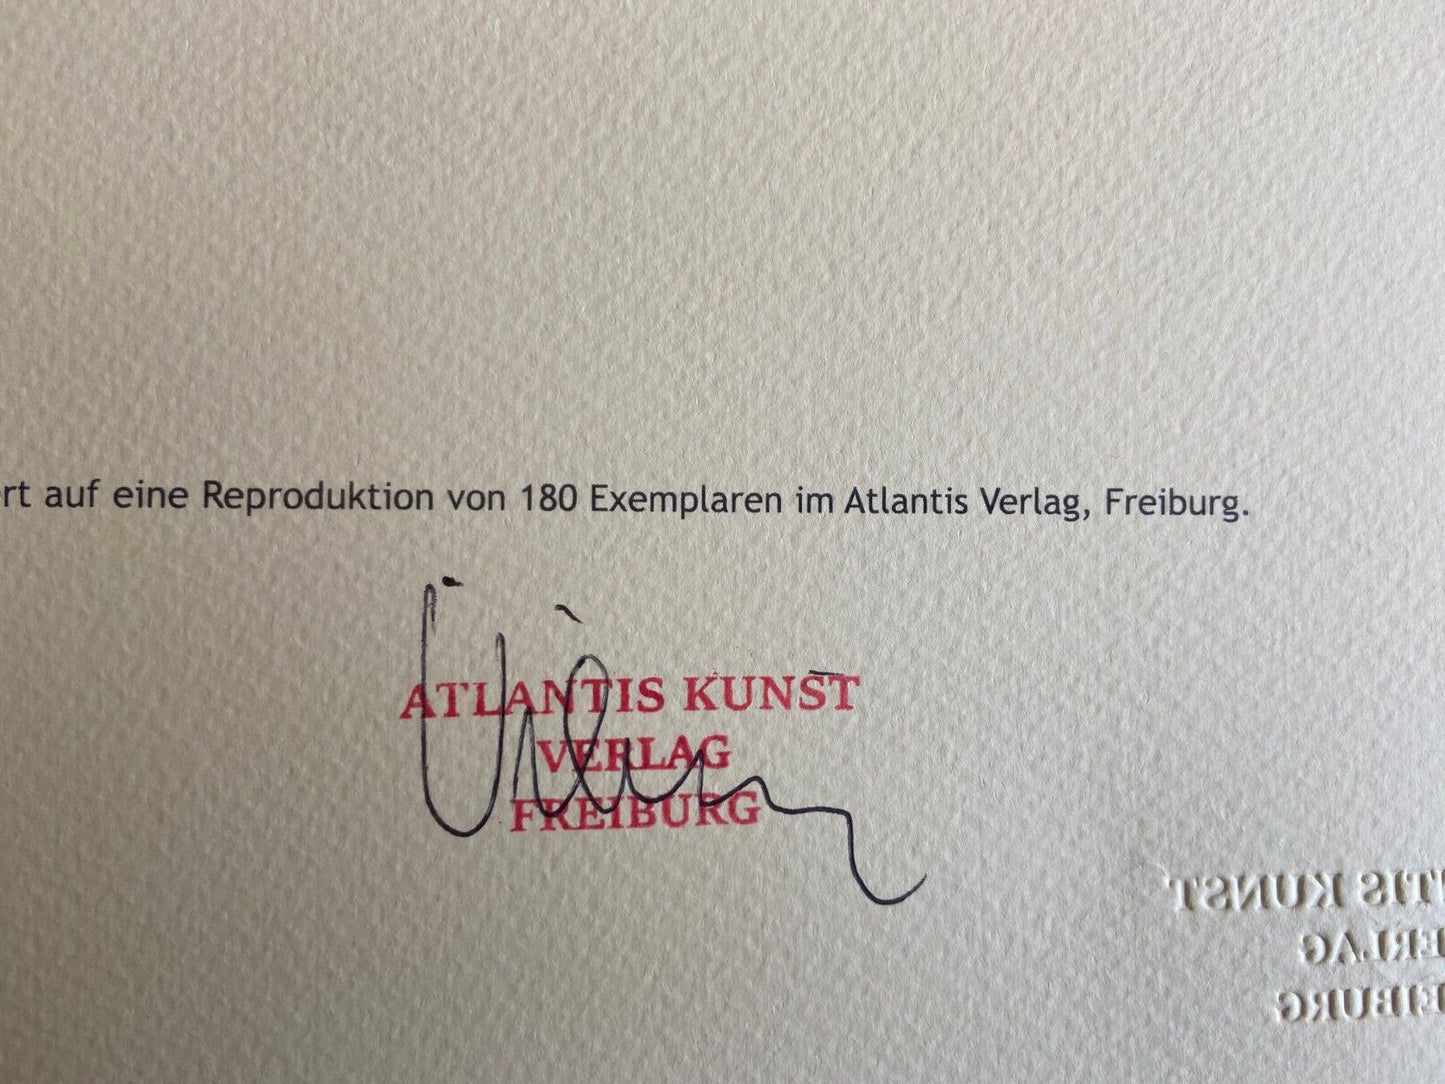 rt auf eine Reproduktion von 180 Exemplaren im Atlantis Verlag, Freiburg.
ATLANTIS KUNST
VERLAG
FREIBURG
TIS KUNST
ERLAG
EIBURG